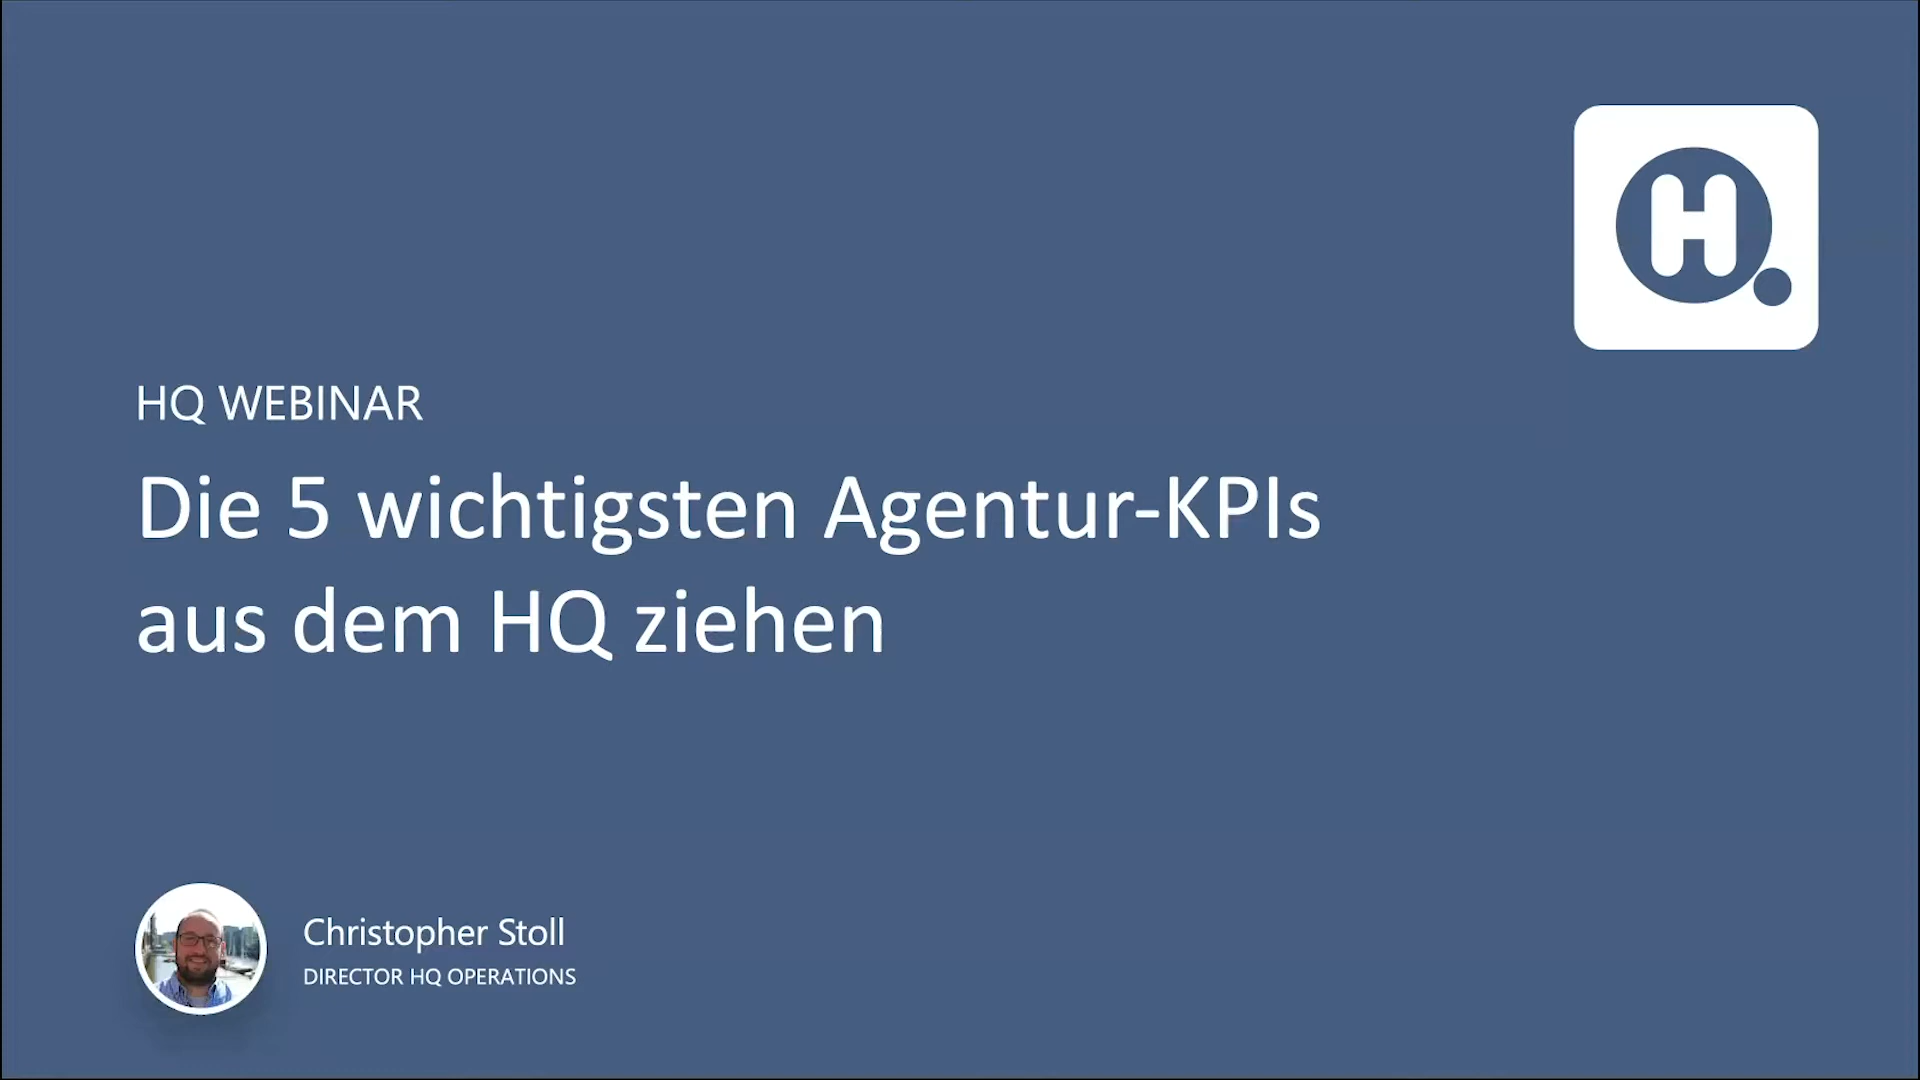 H
HQ WEBINAR
Die 5 wichtigsten Agentur-KPIs
aus dem HQ ziehen
Christopher Stoll
DIRECTOR HQ OPERATIONS